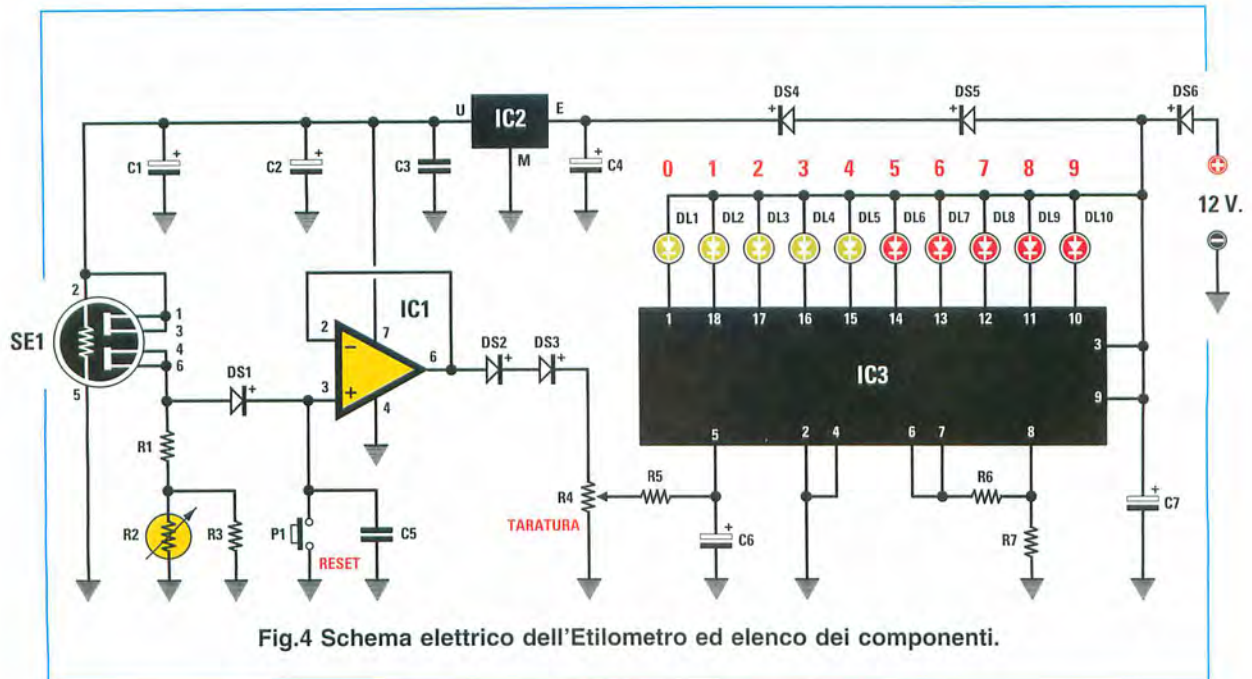 DS4 DS5 DS6
U IC2 E
M
C1 C2 C3 C4
0 1 2 3 4 5 6 7 8 9
12 V.
DL1 DL2 DL3 DL4 DL5 DL6 DL7 DL8 DL9 DL10
2 1 3 4 6 5
SE1
IC1
2 7 6 3 4
DS1 DS2 DS3
1 18 17 16 15 14 13 12 11 10
IC3
3
9
5 2 4 6 7 8
R1
R2 R3
P1 RESET
C5
R4
TARATURA
R5
C6
R6
R7
C7
Fig.4 Schema elettrico dell'Etilometro ed elenco dei componenti.